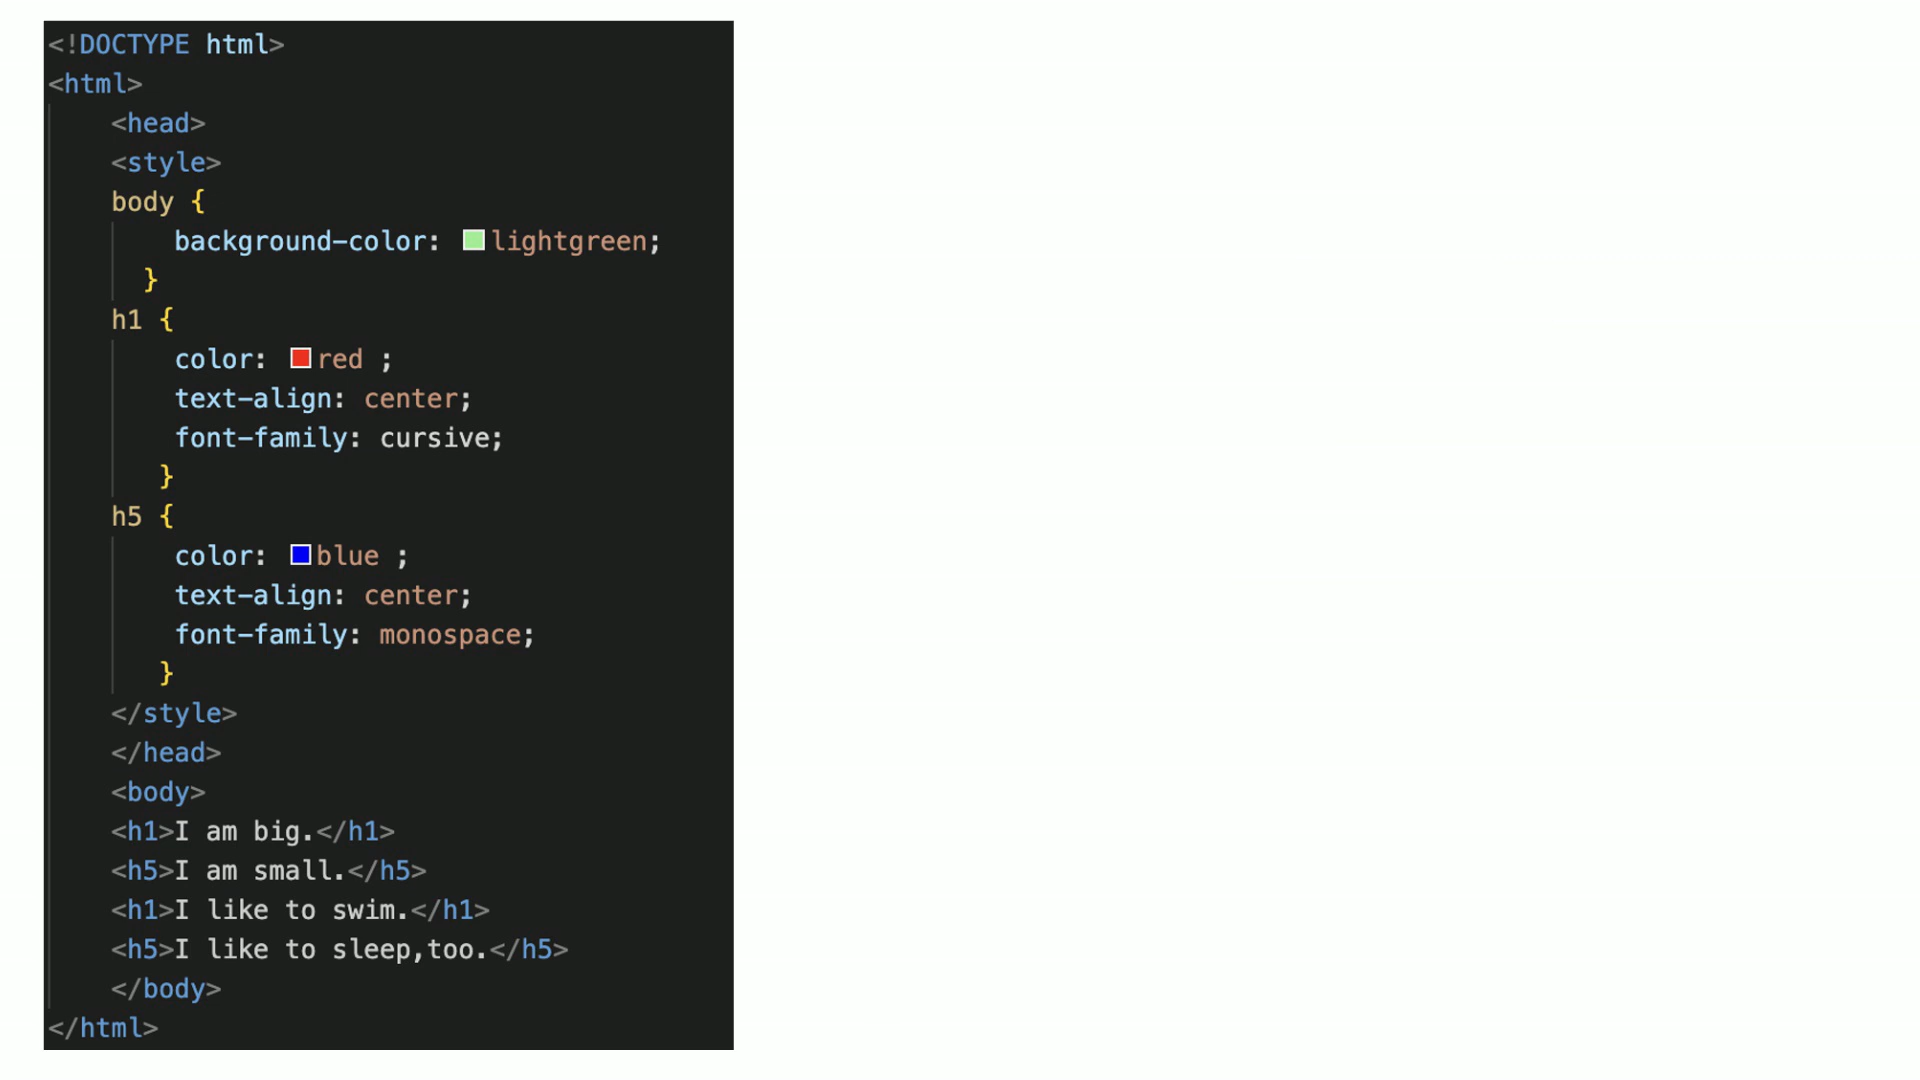 <!DOCTYPE html>
<html>
<head>
<style>
body {
background-color: lightgreen;
}
h1 {
color: red ;
text-align: center;
font-family: cursive;
}
h5 {
color: blue ;
text-align: center;
font-family: monospace;
}
</style>
</head>
<body>
<h1>I am big.</h1>
<h5>I am small.</h5>
<h1>I like to swim.</h1>
<h5>I like to sleep,too.</h5>
</body>
</html>